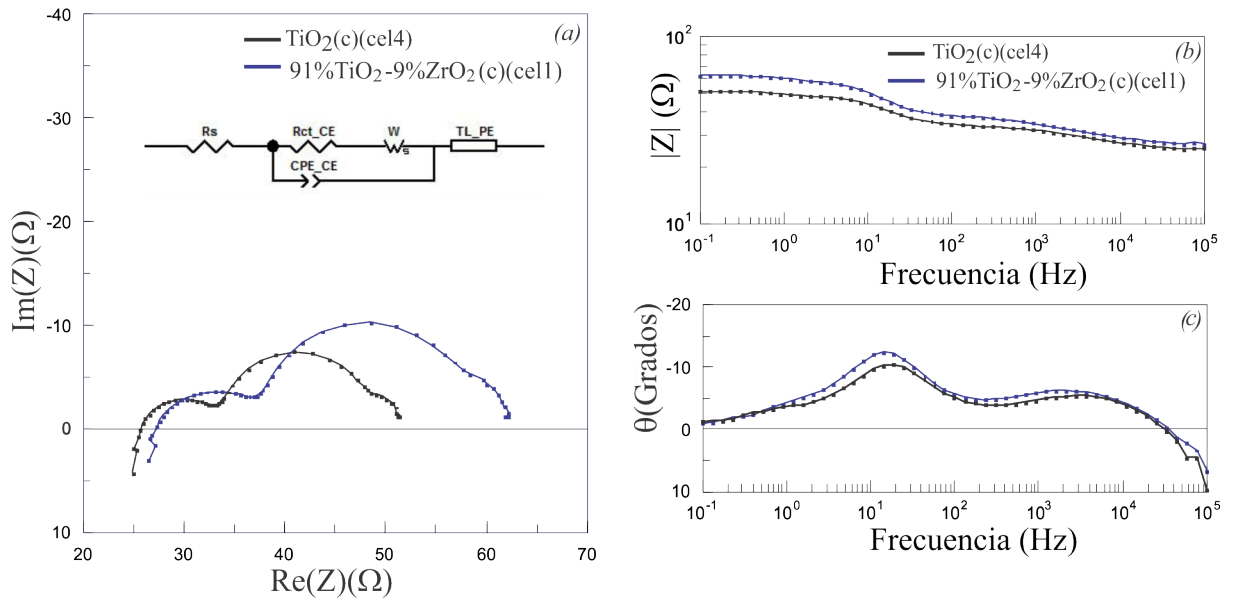 -40
(a)
TiO2(c)(cel4)
91%TiO2-9%ZrO2(c)(cel1)
-30
Rs
Rct_CE
W
s
TL_PE
CPE_CE
-20
Im(Z)(Ω)
-10
0
10
20
30
40
50
60
70
Re(Z)(Ω)
10^2
(b)
TiO2(c)(cel4)
91%TiO2-9%ZrO2(c)(cel1)
|Z| (Ω)
10^1
10^-1
10^0
10^1
10^2
10^3
10^4
10^5
Frecuencia (Hz)
-20
(c)
-10
θ(Grados)
0
10
10^-1
10^0
10^1
10^2
10^3
10^4
10^5
Frecuencia (Hz)